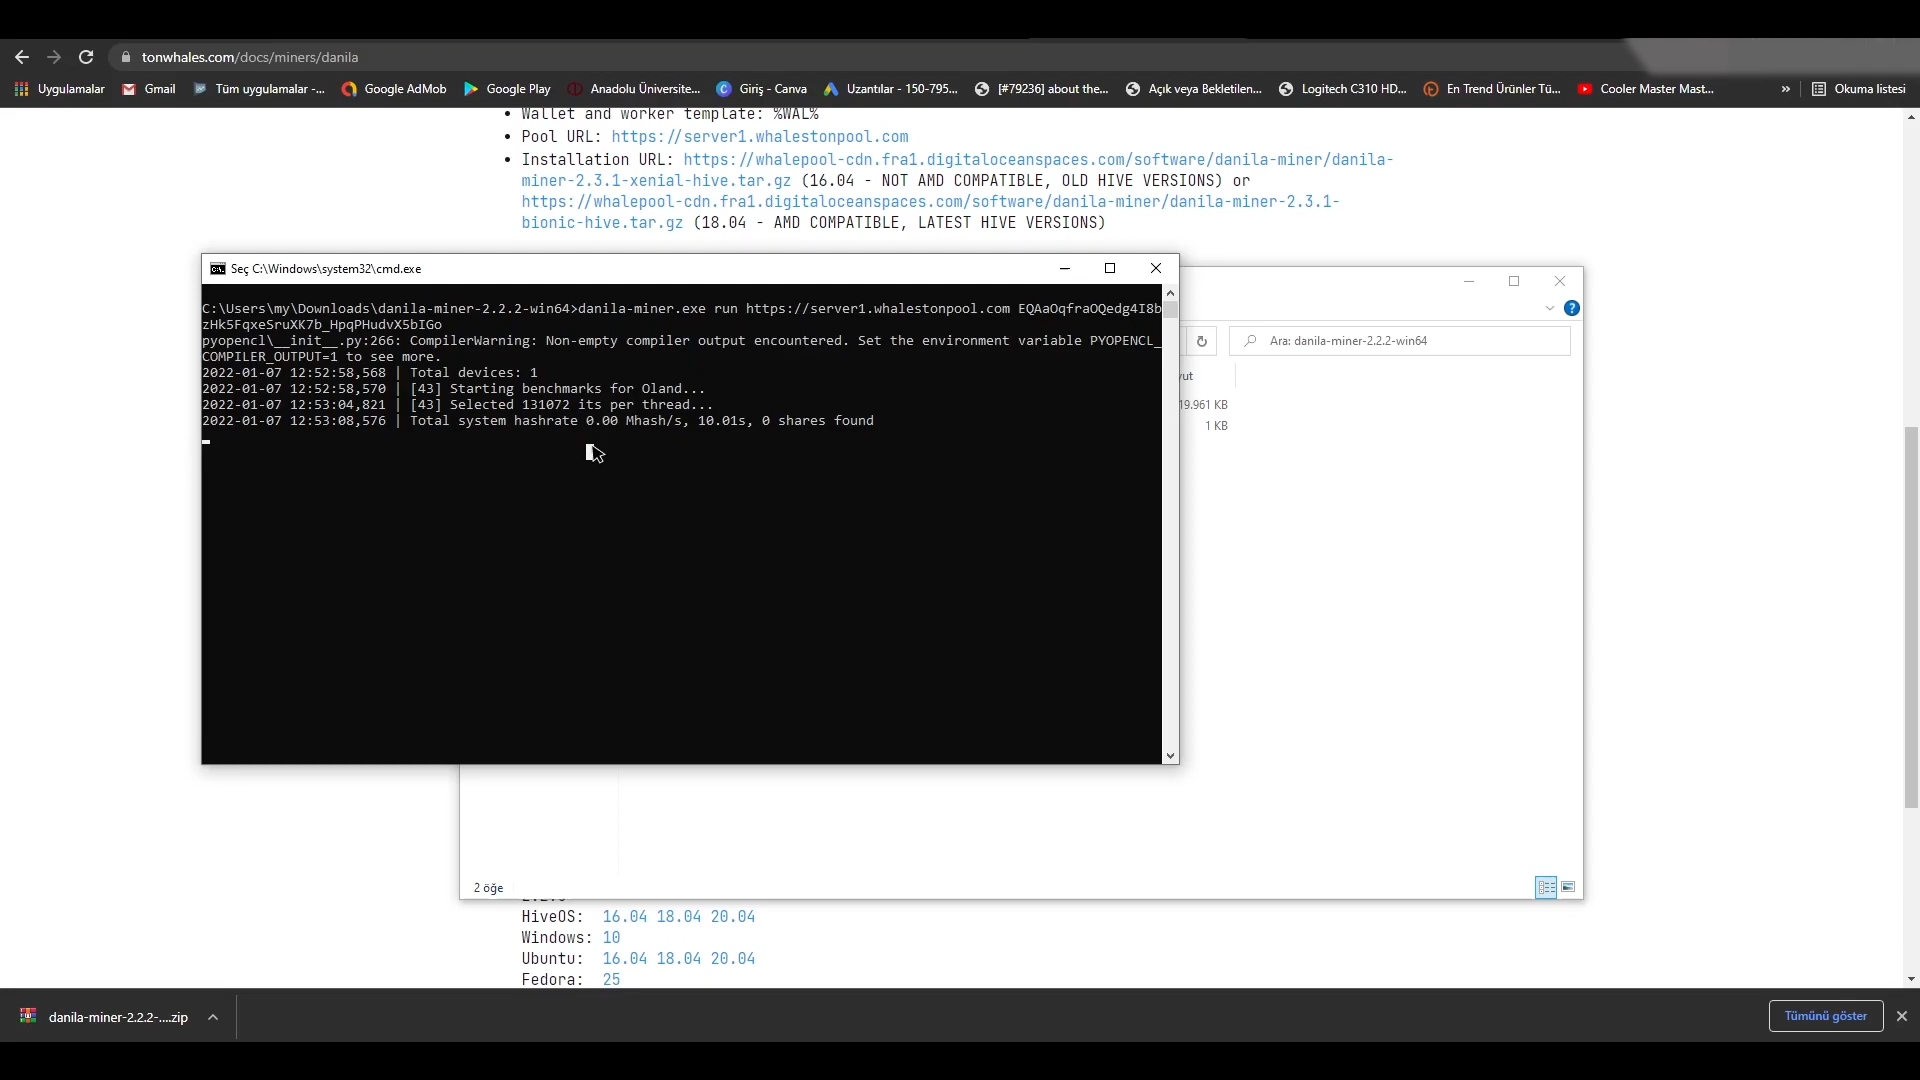 tonwhales.com/docs/miners/danila
Uygulamalar Gmail Tüm uygulamalar -... Google AdMob Google Play Anadolu Üniversite... Giriş - Canva Uzantılar - 150-795... [#79236] about the... Açık veya Bekletilen... Logitech C310 HD... En Trend Ürünler Tü... Cooler Master Mast... » Okuma listesi
• Wallet and worker template: %WAL%
• Pool URL: https://server1.whalestonpool.com
• Installation URL: https://whalepool-cdn.fra1.digitaloceanspaces.com/software/danila-miner/danila-
miner-2.3.1-xenial-hive.tar.gz (16.04 - NOT AMD COMPATIBLE, OLD HIVE VERSIONS) or
https://whalepool-cdn.fra1.digitaloceanspaces.com/software/danila-miner/danila-miner-2.3.1-
bionic-hive.tar.gz (18.04 - AMD COMPATIBLE, LATEST HIVE VERSIONS)
Seç C:\Windows\system32\cmd.exe
C:\Users\my\Downloads\danila-miner-2.2.2-win64>danila-miner.exe run https://server1.whalestonpool.com EQAaOqfraOQedg4I8b
zHk5FqxeSruXK7b_HpqPHudvX5bIGo
pyopencl\__init__.py:266: CompilerWarning: Non-empty compiler output encountered. Set the environment variable PYOPENCL_
COMPILER_OUTPUT=1 to see more.
2022-01-07 12:52:58,568 | Total devices: 1
2022-01-07 12:52:58,570 | [43] Starting benchmarks for Oland...
2022-01-07 12:53:04,821 | [43] Selected 131072 its per thread...
2022-01-07 12:53:08,576 | Total system hashrate 0.00 Mhash/s, 10.01s, 0 shares found
Ara: danila-miner-2.2.2-win64
yut
19.961 KB
1 KB
2 öğe
HiveOS: 16.04 18.04 20.04
Windows: 10
Ubuntu: 16.04 18.04 20.04
Fedora: 25
danila-miner-2.2.2-....zip
Tümünü göster